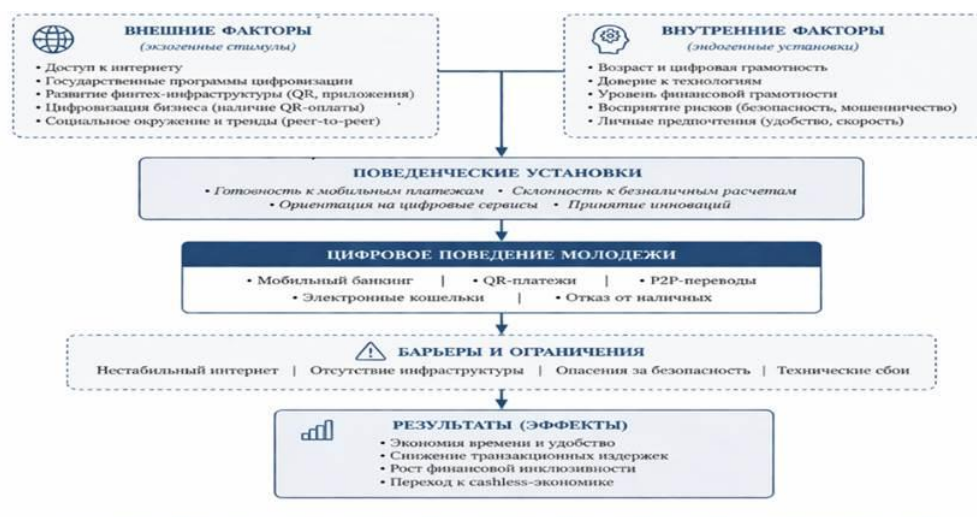 ВНЕШНИЕ ФАКТОРЫ
(экзогенные стимулы)
• Доступ к интернету
• Государственные программы цифровизации
• Развитие финтех-инфраструктуры (QR, приложения)
• Цифровизация бизнеса (наличие QR-оплаты)
• Социальное окружение и тренды (peer-to-peer)
ВНУТРЕННИЕ ФАКТОРЫ
(эндогенные установки)
• Возраст и цифровая грамотность
• Доверие к технологиям
• Уровень финансовой грамотности
• Восприятие рисков (безопасность, мошенничество)
• Личные предпочтения (удобство, скорость)
ПОВЕДЕНЧЕСКИЕ УСТАНОВКИ
• Готовность к мобильным платежам • Склонность к безналичным расчетам
• Ориентация на цифровые сервисы • Принятие инноваций
ЦИФРОВОЕ ПОВЕДЕНИЕ МОЛОДЕЖИ
• Мобильный банкинг | • QR-платежи | • P2P-переводы
• Электронные кошельки | • Отказ от наличных
БАРЬЕРЫ И ОГРАНИЧЕНИЯ
Нестабильный интернет | Отсутствие инфраструктуры | Опасения за безопасность | Технические сбои
РЕЗУЛЬТАТЫ (ЭФФЕКТЫ)
• Экономия времени и удобство
• Снижение транзакционных издержек
• Рост финансовой инклюзивности
• Переход к cashless-экономике